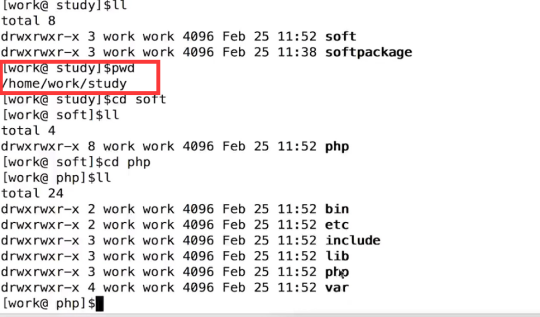 [work@ study]$ll
total 8
drwxrwxr-x 3 work work 4096 Feb 25 11:52 soft
drwxrwxr-x 3 work work 4096 Feb 25 11:38 softpackage
[work@ study]$pwd
/home/work/study
[work@ study]$cd soft
[work@ soft]$ll
total 4
drwxrwxr-x 8 work work 4096 Feb 25 11:52 php
[work@ soft]$cd php
[work@ php]$ll
total 24
drwxrwxr-x 2 work work 4096 Feb 25 11:52 bin
drwxrwxr-x 2 work work 4096 Feb 25 11:52 etc
drwxrwxr-x 3 work work 4096 Feb 25 11:52 include
drwxrwxr-x 3 work work 4096 Feb 25 11:52 lib
drwxrwxr-x 3 work work 4096 Feb 25 11:52 php
drwxrwxr-x 4 work work 4096 Feb 25 11:52 var
[work@ php]$